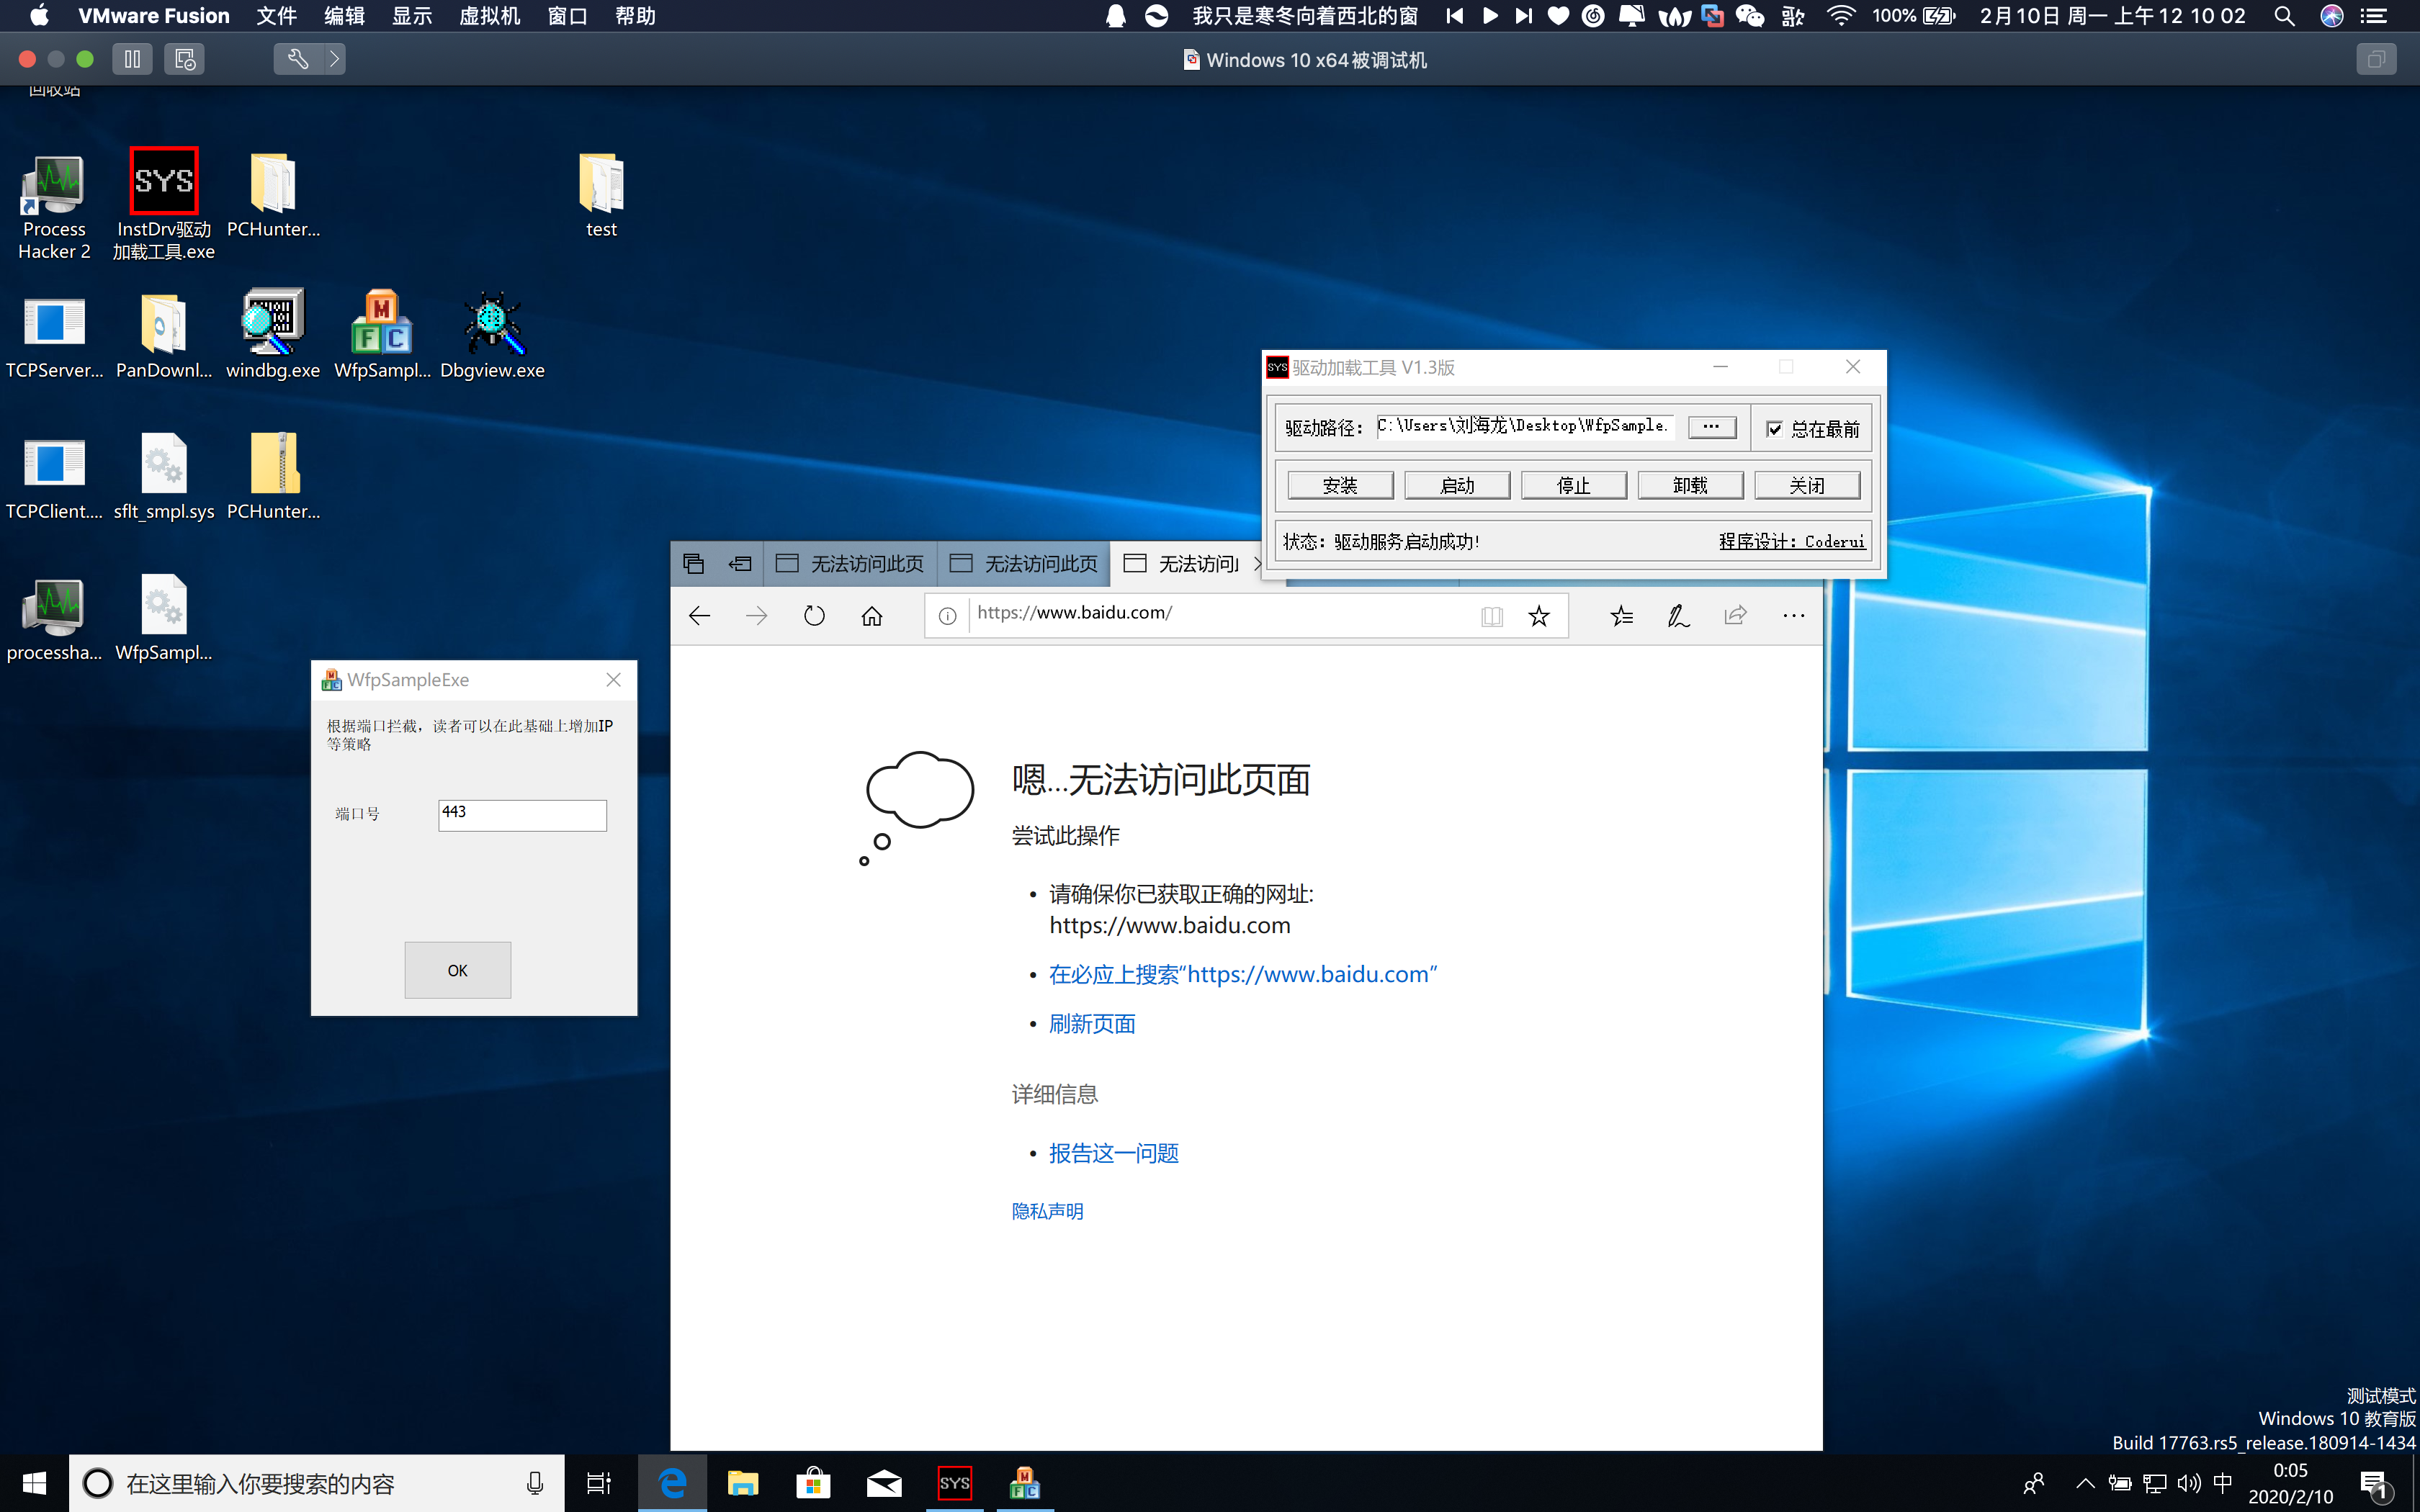 VMware Fusion 文件 编辑 显示 虚拟机 窗口 帮助 我只是寒冬向着西北的窗 100% 2月10日 周一 上午12 10 02
Windows 10 x64被调试机
回收站
Process Hacker 2
InstDrv驱动加载工具.exe
PCHunter...
test
TCPServer...
PanDownl...
windbg.exe
WfpSampl...
Dbgview.exe
TCPClient....
sflt_smpl.sys
PCHunter...
processha...
WfpSampl...
SYS 驱动加载工具 V1.3版
驱动路径: C:\Users\刘海龙\Desktop\WfpSample. ... 总在最前
安装 启动 停止 卸载 关闭
状态: 驱动服务启动成功! 程序设计: Coderui
无法访问此页 无法访问此页 无法访问
https://www.baidu.com/
嗯...无法访问此页面
尝试此操作
• 请确保你已获取正确的网址:
https://www.baidu.com
• 在必应上搜索“https://www.baidu.com”
• 刷新页面
详细信息
• 报告这一问题
隐私声明
WfpSampleExe
根据端口拦截，读者可以在此基础上增加IP
等策略
端口号 443
OK
测试模式
Windows 10 教育版
Build 17763.rs5_release.180914-1434
在这里输入你要搜索的内容 SYS 中 0:05
2020/2/10 1